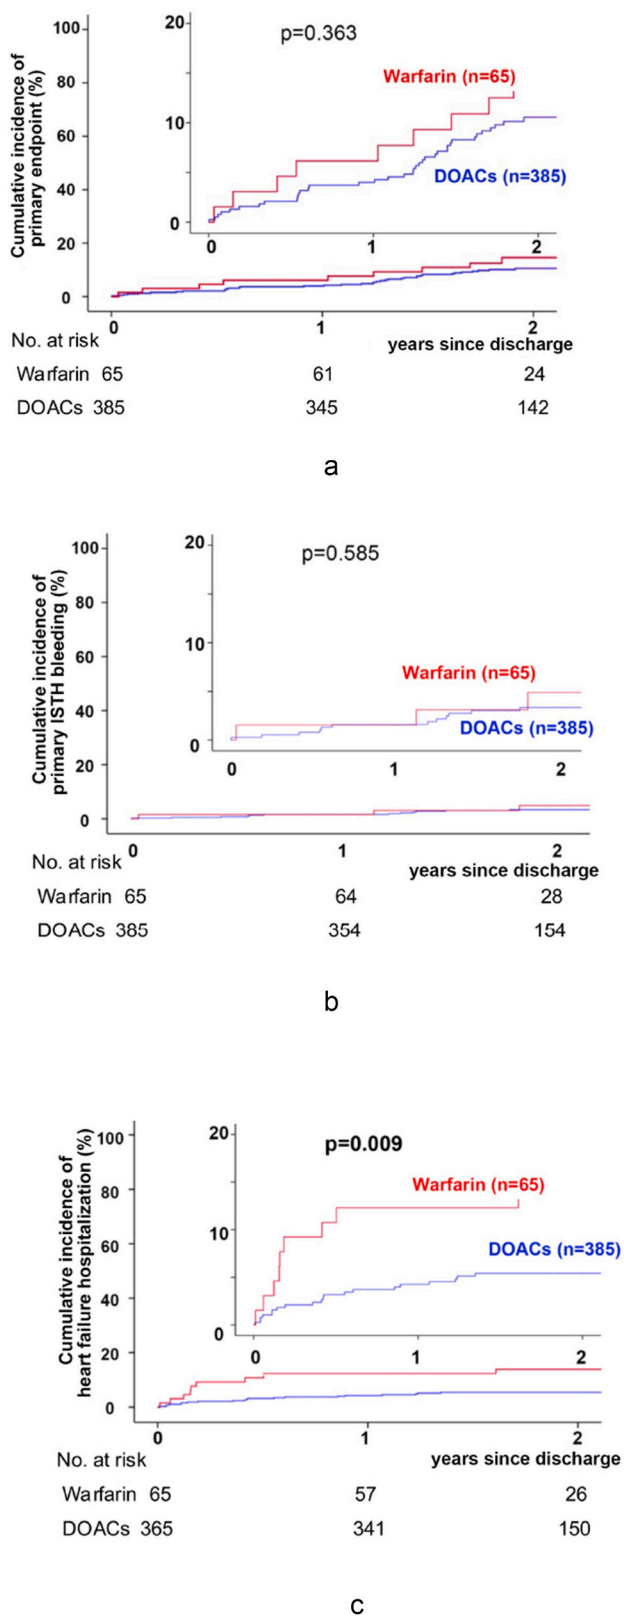 Cumulative incidence of
primary endpoint (%)
100
80
60
40
20
0
20
10
0
p=0.363
Warfarin (n=65)
DOACs (n=385)
0 1 2
0 1 2
No. at risk
years since discharge
Warfarin 65 61 24
DOACs 385 345 142
a
Cumulative incidence of
primary ISTH bleeding (%)
100
80
60
40
20
0
20
10
0
p=0.585
Warfarin (n=65)
DOACs (n=385)
0 1 2
0 1 2
No. at risk
years since discharge
Warfarin 65 64 28
DOACs 385 354 154
b
Cumulative incidence of
heart failure hospitalization (%)
100
80
60
40
20
0
20
10
0
p=0.009
Warfarin (n=65)
DOACs (n=385)
0 1 2
0 1 2
No. at risk
years since discharge
Warfarin 65 57 26
DOACs 365 341 150
c